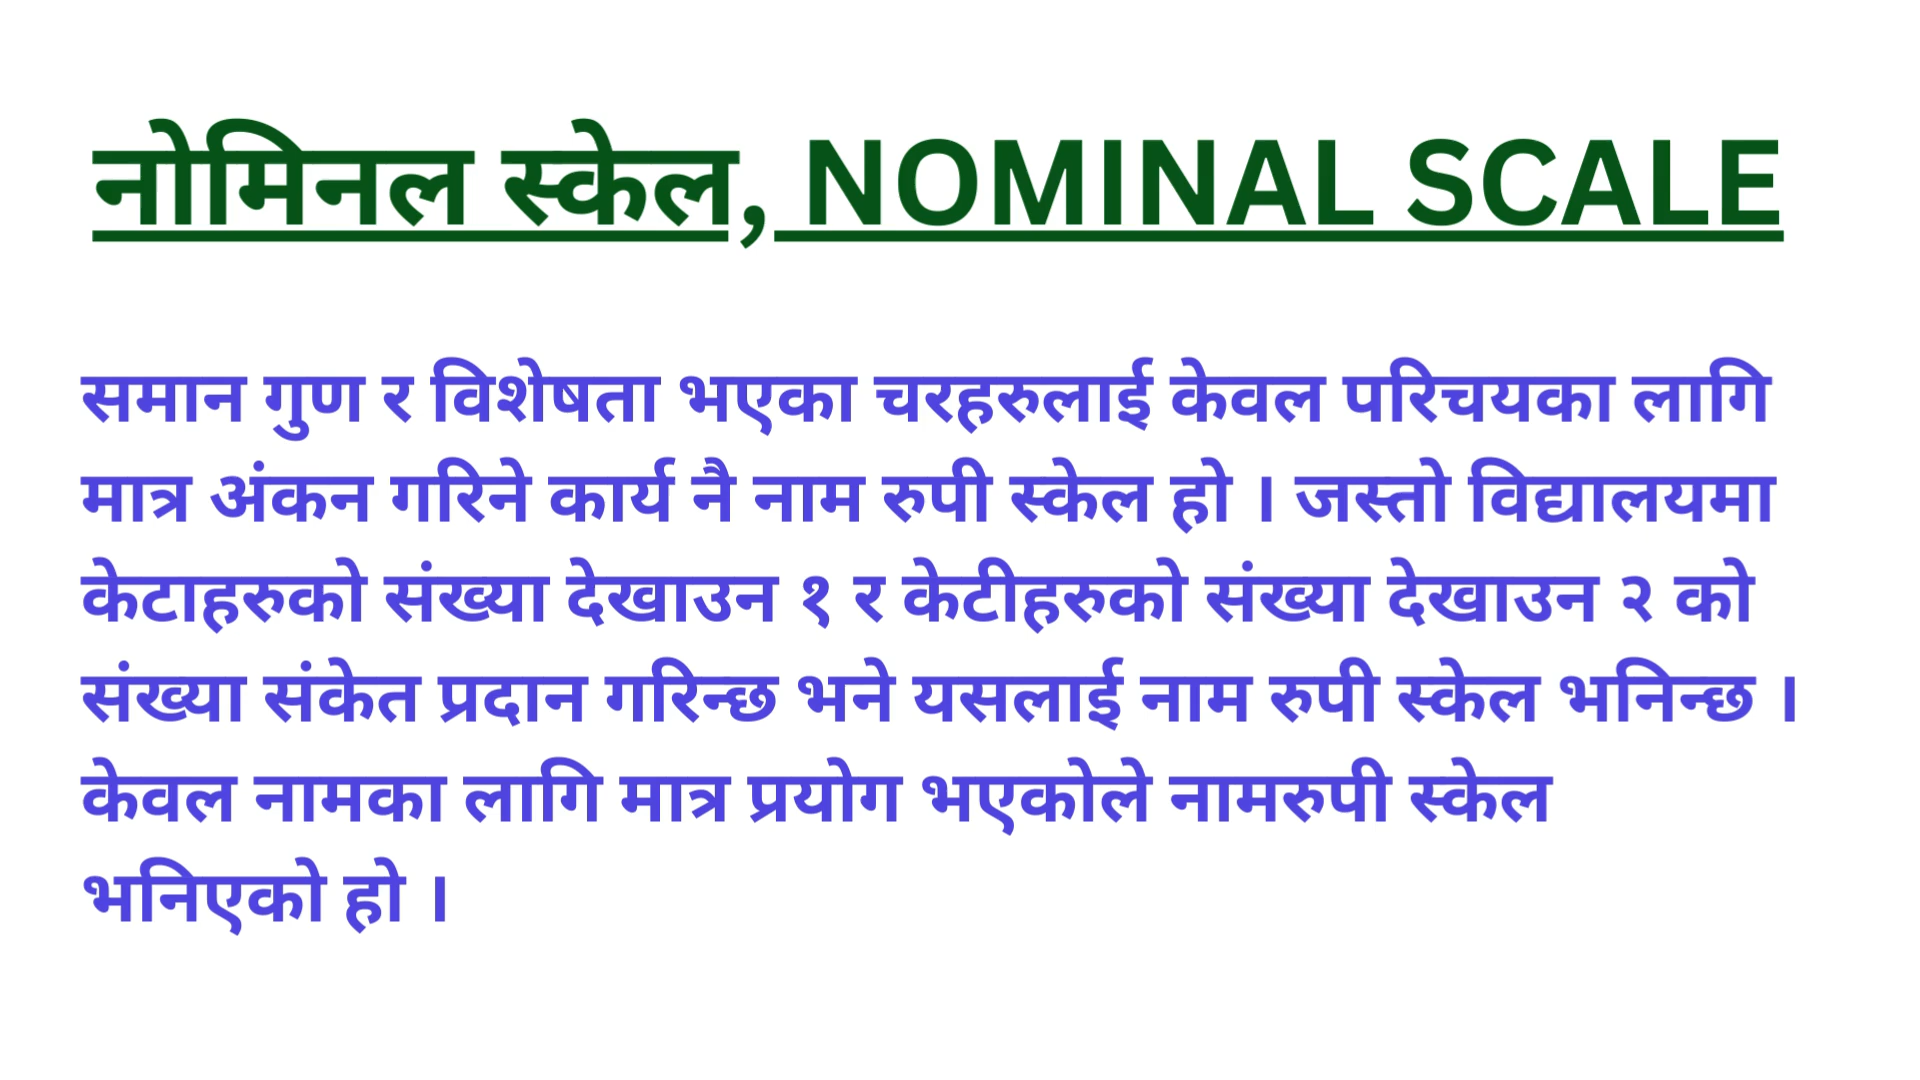 नोमिनल स्केल, NOMINAL SCALE
समान गुण र विशेषता भएका चरहरुलाई केवल परिचयका लागि
मात्र अंकन गरिने कार्य नै नाम रुपी स्केल हो । जस्तो विद्यालयमा
केटाहरुको संख्या देखाउन १ र केटीहरुको संख्या देखाउन २ को
संख्या संकेत प्रदान गरिन्छ भने यसलाई नाम रुपी स्केल भनिन्छ ।
केवल नामका लागि मात्र प्रयोग भएकोले नामरुपी स्केल
भनिएको हो ।